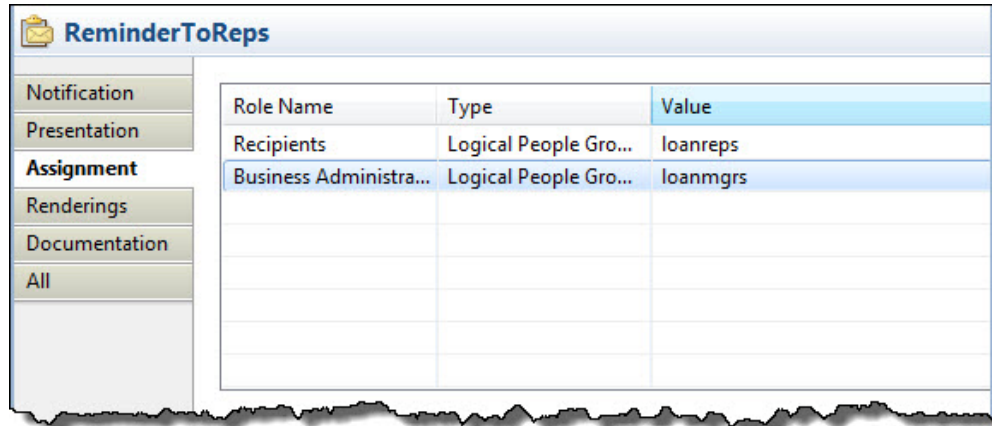 ReminderToReps
Notification
Presentation
Assignment
Renderings
Documentation
All
Role Name Type Value
Recipients Logical People Gro... loanreps
Business Administra... Logical People Gro... loanmgrs